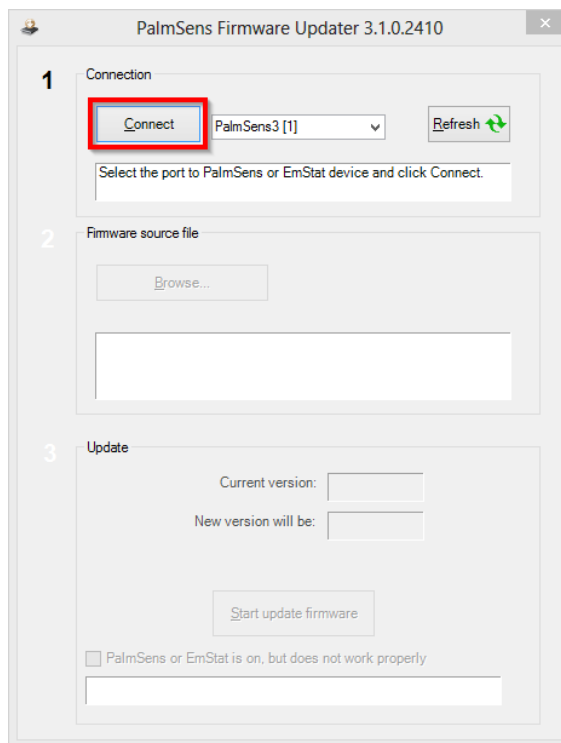 PalmSens Firmware Updater 3.1.0.2410
1
Connection
Connect
PalmSens3 [1]
Refresh
Select the port to PalmSens or EmStat device and click Connect.
2
Firmware source file
Browse...
3
Update
Current version:
New version will be:
Start update firmware
PalmSens or EmStat is on, but does not work properly